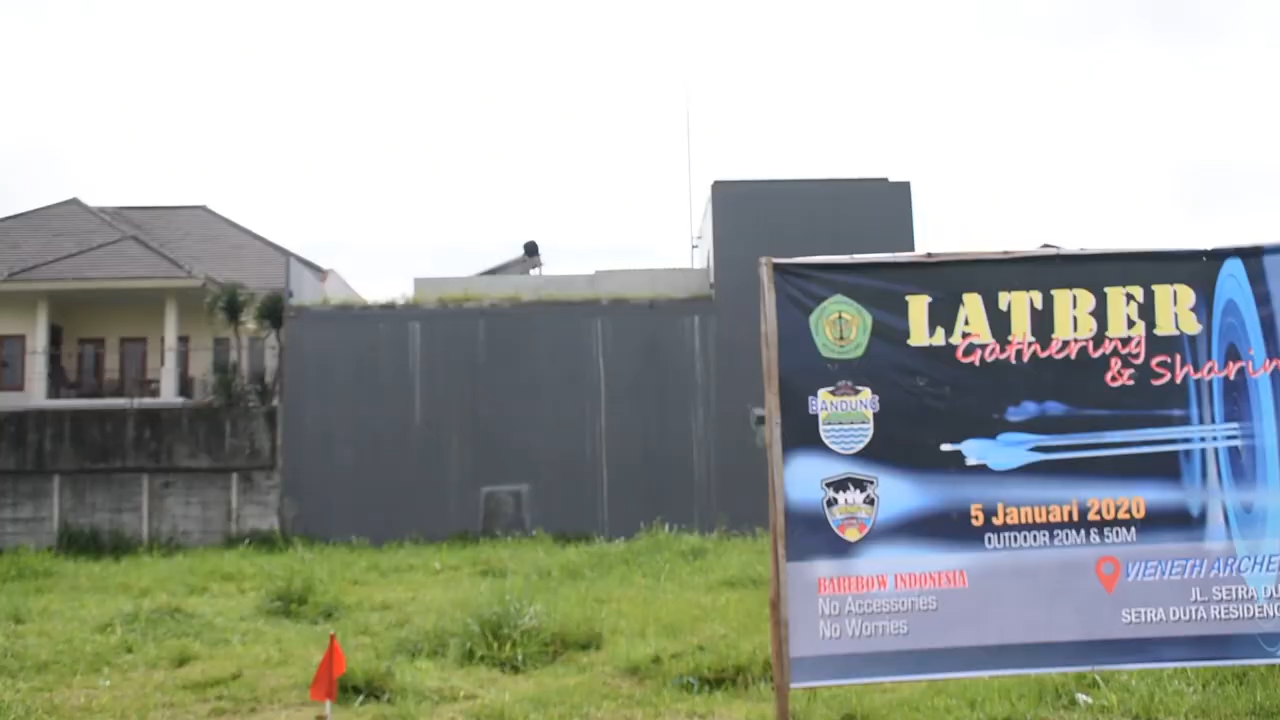 LATBER
Gathering
& Sharin
BANDUNG
5 Januari 2020
OUTDOOR 20M & 50M
BAREBOW INDONESIA
No Accessories
No Worries
VIENETH ARCHE
JL. SETRA DU
SETRA DUTA RESIDENC